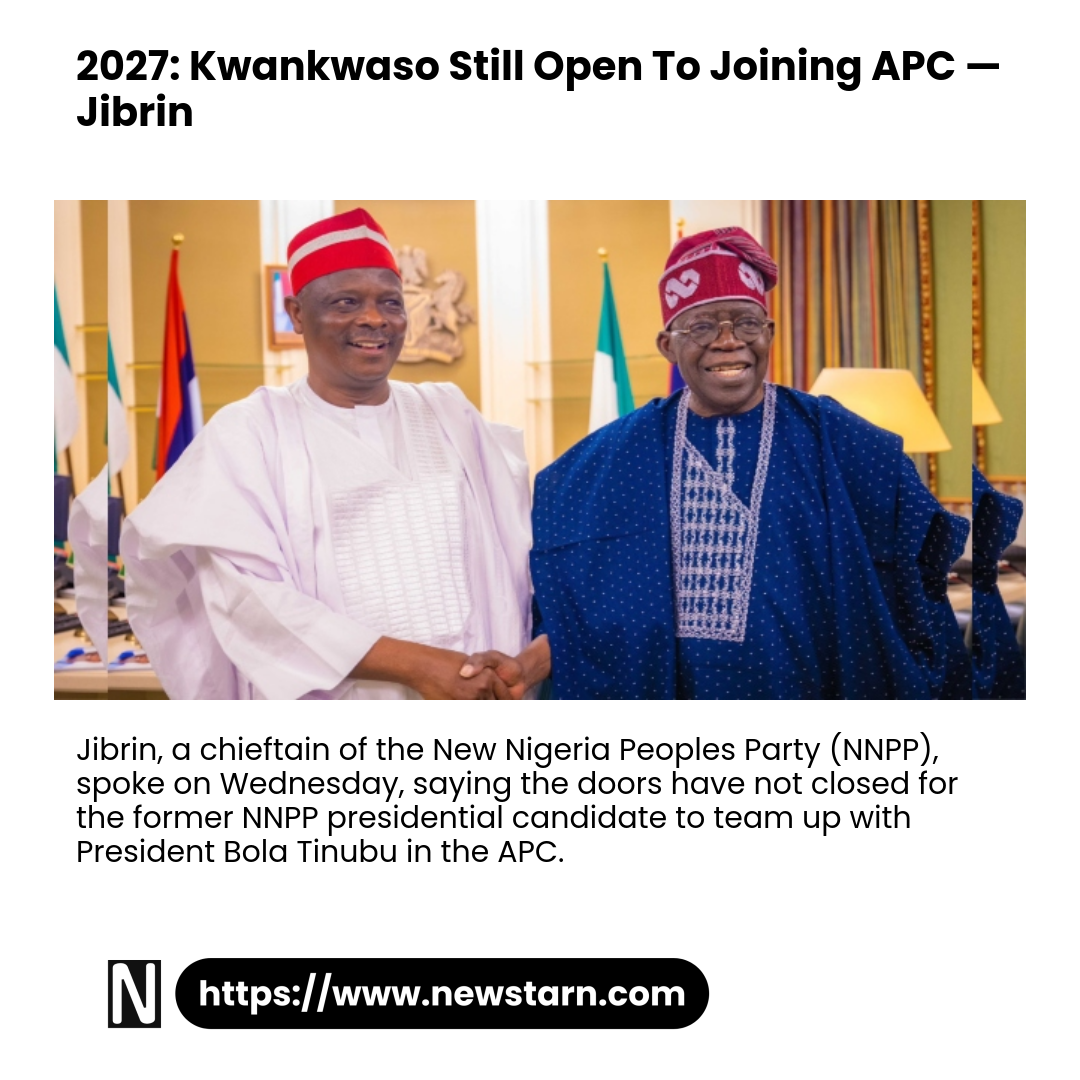 2027: Kwankwaso Still Open To Joining APC —
Jibrin
Jibrin, a chieftain of the New Nigeria Peoples Party (NNPP),
spoke on Wednesday, saying the doors have not closed for
the former NNPP presidential candidate to team up with
President Bola Tinubu in the APC.
N
https://www.newstarn.com